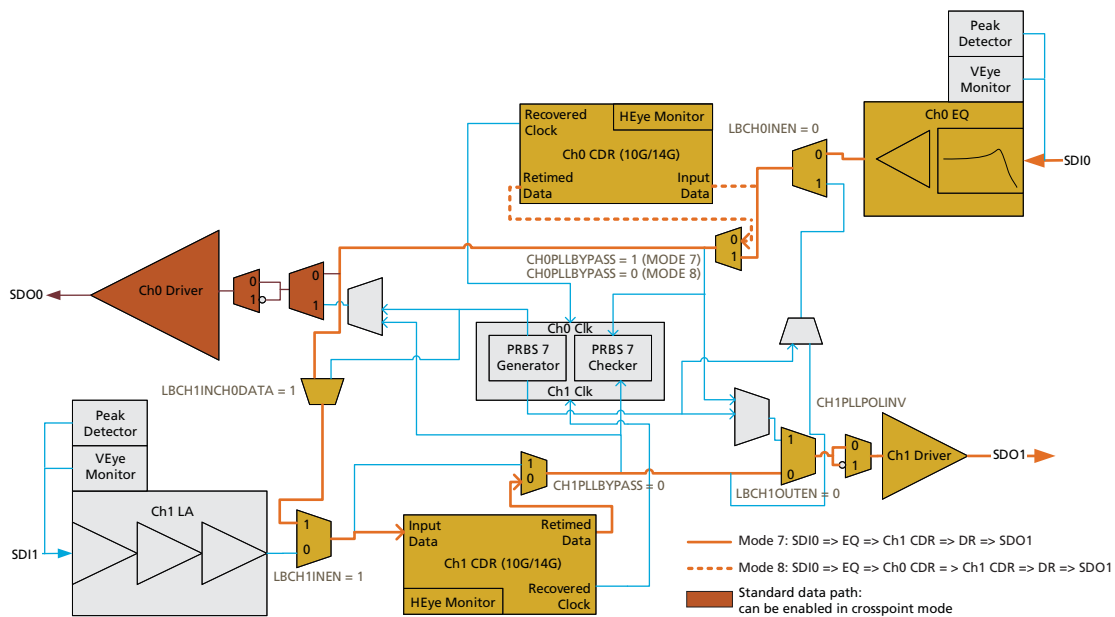 Peak
Detector
VEye
Monitor
Ch0 EQ
SDI0
LBCH0INEN = 0
0
1
Recovered
Clock
HEye Monitor
Ch0 CDR (10G/14G)
Retimed
Data
Input
Data
0
1
CH0PLLBYPASS = 1 (MODE 7)
CH0PLLBYPASS = 0 (MODE 8)
SDO0
Ch0 Driver
0
1
0
1
Ch0 Clk
PRBS 7
Generator
PRBS 7
Checker
Ch1 Clk
LBCH1INCH0DATA = 1
CH1PLLPOLINV
Peak
Detector
VEye
Monitor
1
0
CH1PLLBYPASS = 0
1
0
LBCH1OUTEN = 0
0
1
Ch1 Driver
SDO1
Ch1 LA
SDI1
1
0
LBCH1INEN = 1
Input
Data
Retimed
Data
Ch1 CDR (10G/14G)
HEye Monitor
Recovered
Clock
Mode 7: SDI0 => EQ => Ch1 CDR => DR => SDO1
Mode 8: SDI0 => EQ => Ch0 CDR => Ch1 CDR => DR => SDO1
Standard data path:
can be enabled in crosspoint mode